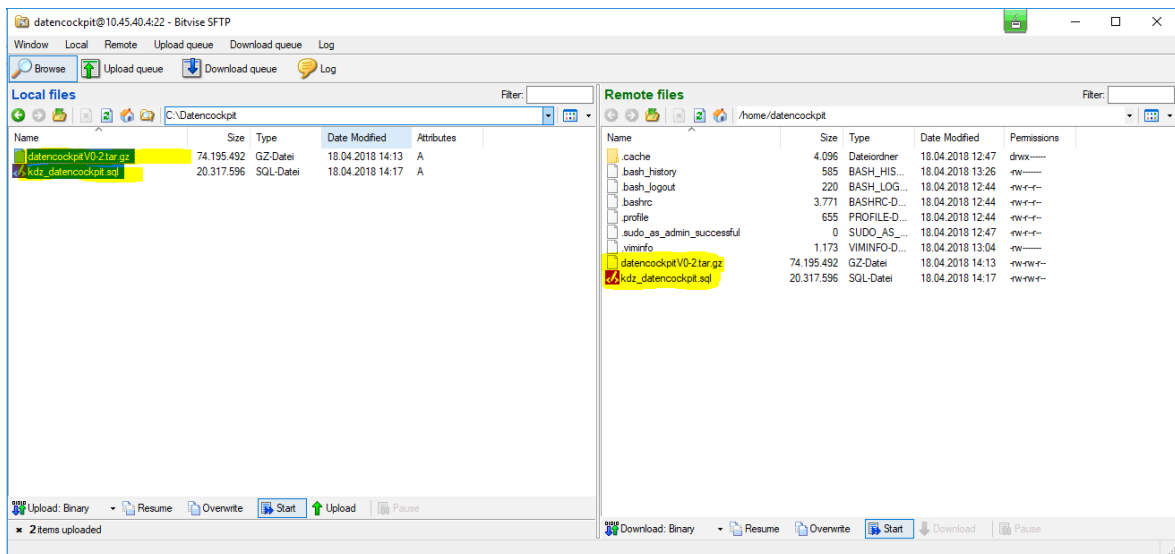 datencockpit@10.45.40.4:22 - Bitvise SFTP
Window Local Remote Upload queue Download queue Log
Browse Upload queue Download queue Log
Local files Filter:
C:\Datencockpit
Name Size Type Date Modified Attributes
datencockpitV0-2.tar.gz 74.195.492 GZ-Datei 18.04.2018 14:13 A
kdz_datencockpit.sql 20.317.596 SQL-Datei 18.04.2018 14:17 A
Upload: Binary Resume Overwrite Start Upload Pause
2 items uploaded
Remote files Filter:
/home/datencockpit
Name Size Type Date Modified Permissions
.cache 4.096 Dateiordner 18.04.2018 12:47 drwx------
.bash_history 585 BASH_HIS... 18.04.2018 13:26 -rw-------
.bash_logout 220 BASH_LOG... 18.04.2018 12:44 -rw-r--r--
.bashrc 3.771 BASHRC-D... 18.04.2018 12:44 -rw-r--r--
.profile 655 PROFILE-D... 18.04.2018 12:44 -rw-r--r--
.sudo_as_admin_successful 0 SUDO_AS_... 18.04.2018 12:47 -rw-r--r--
.viminfo 1.173 VIMINFO-D... 18.04.2018 13:04 -rw-------
datencockpitV0-2.tar.gz 74.195.492 GZ-Datei 18.04.2018 14:13 -rw-rw-r--
kdz_datencockpit.sql 20.317.596 SQL-Datei 18.04.2018 14:17 -rw-rw-r--
Download: Binary Resume Overwrite Start Download Pause